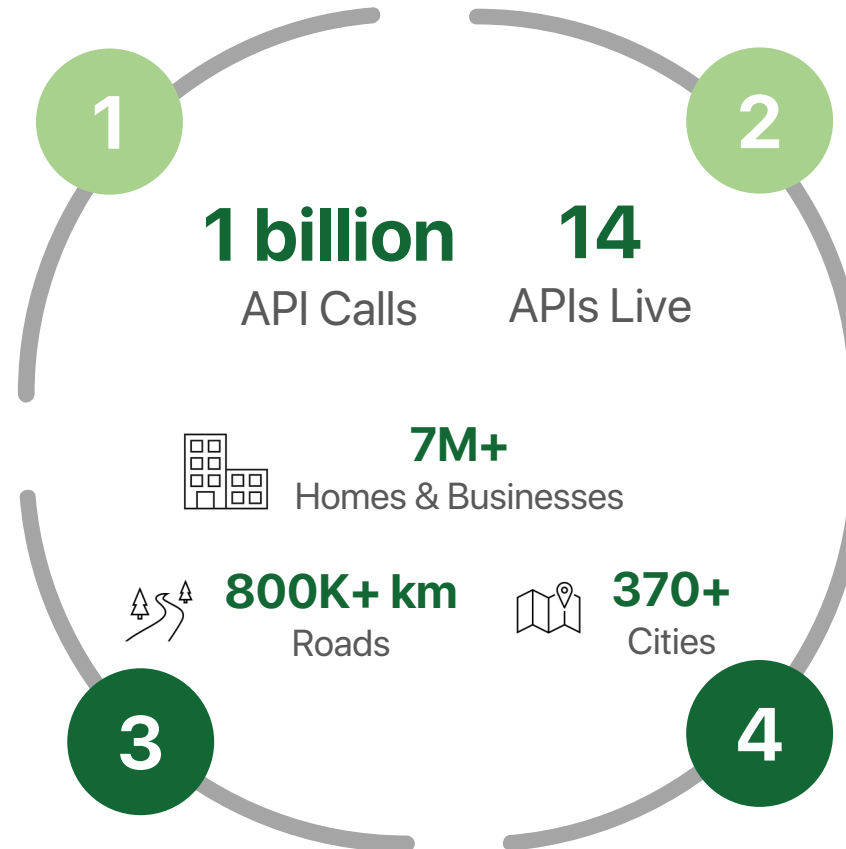 1
2
1 billion
14
API Calls
APIs Live
7M+
Homes & Businesses
800K+ km
370+
Roads
Cities
3
4